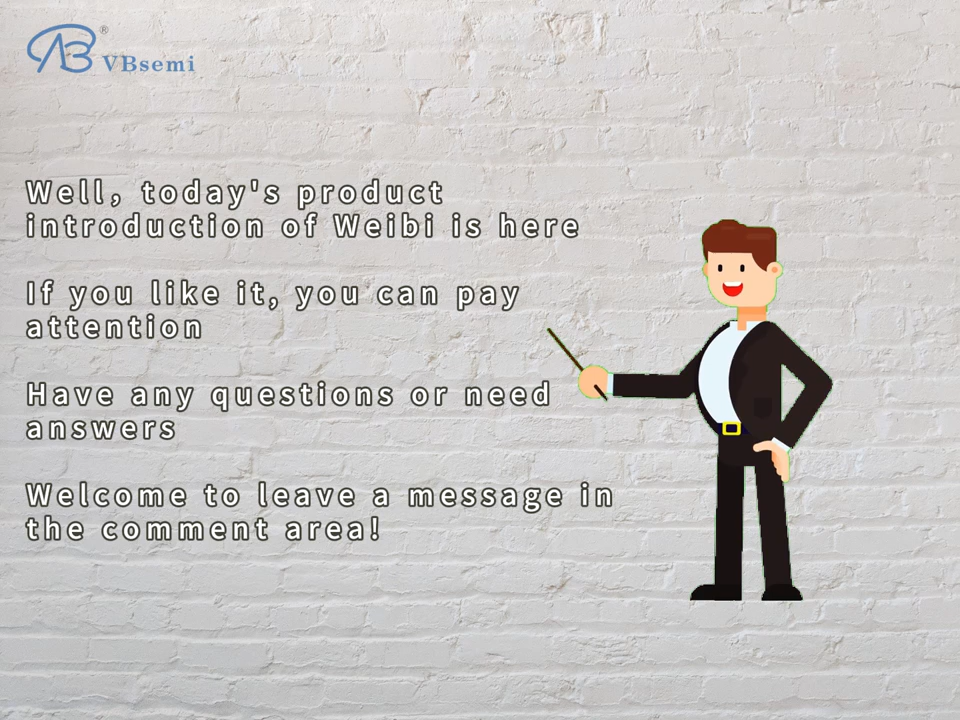 VBsemi
Well, today's product
introduction of Weibi is here
If you like it, you can pay
attention
Have any questions or need
answers
Welcome to leave a message in
the comment area!